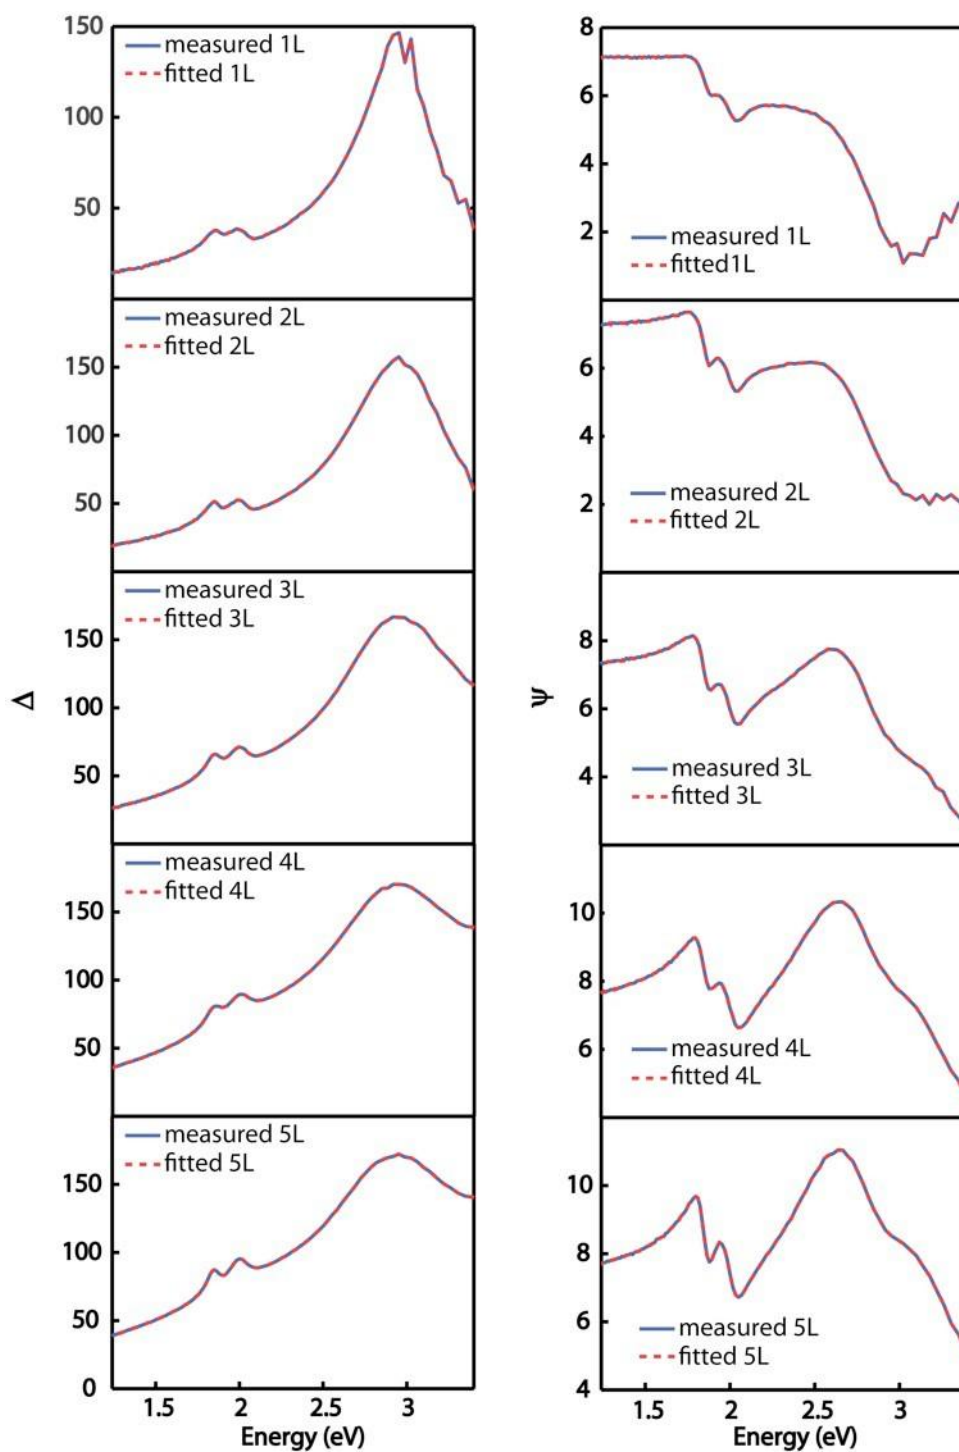 150
measured 1L
fitted 1L
100
50
measured 2L
fitted 2L
150
100
50
measured 3L
fitted 3L
150
100
50
measured 4L
fitted 4L
150
100
50
measured 5L
fitted 5L
150
100
50
0
1.5 2 2.5 3
Energy (eV)
Δ
8
6
4
2
measured 1L
fitted1L
6
4
2
measured 2L
fitted 2L
8
6
4
measured 3L
fitted 3L
10
8
6
measured 4L
fitted 4L
10
8
6
4
measured 5L
fitted 5L
1.5 2 2.5 3
Energy (eV)
Ψ